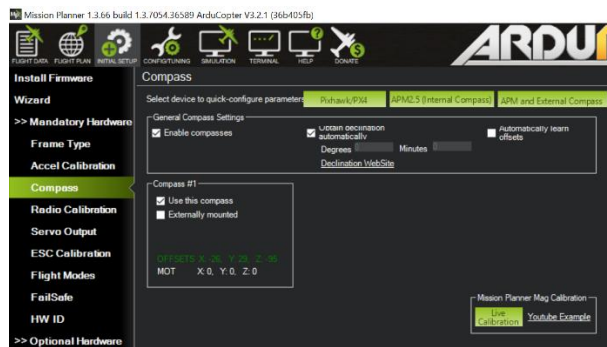 Mission Planner 1.3.66 build 1.3.7054.36589 ArduCopter V3.2.1 (36b405fb)
FLIGHT DATA FLIGHT PLAN INITIAL SETUP CONFIG/TUNING SIMULATION TERMINAL HELP DONATE
ARDU
Install Firmware
Wizard
>> Mandatory Hardware
Frame Type
Accel Calibration
Compass
Radio Calibration
Servo Output
ESC Calibration
Flight Modes
FailSafe
HW ID
>> Optional Hardware
Compass
Select device to quick-configure parameters
Pixhawk/PX4
APM2.5 (Internal Compass)
APM and External Compass
General Compass Settings
Enable compasses
Obtain declination
automatically
Degrees
Minutes
Declination WebSite
Automatically learn
offsets
Compass #1
Use this compass
Externally mounted
OFFSETS X: -26, Y: 25, Z: -95
MOT X: 0, Y: 0, Z: 0
Mission Planner Mag Calibration
Live
Calibration
Youtube Example